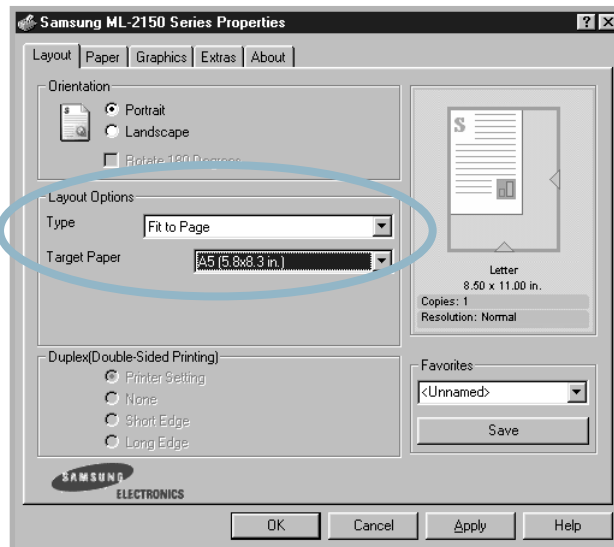 Samsung ML-2150 Series Properties
Layout Paper Graphics Extras About
Orientation
Portrait
Landscape
Rotate 180 Degrees
Layout Options
Type Fit to Page
Target Paper A5 (5.8x8.3 in.)
S
Letter
8.50 x 11.00 in.
Copies: 1
Resolution: Normal
Duplex(Double-Sided Printing)
Printer Setting
None
Short Edge
Long Edge
Favorites
<Unnamed>
Save
SAMSUNG
ELECTRONICS
OK Cancel Apply Help